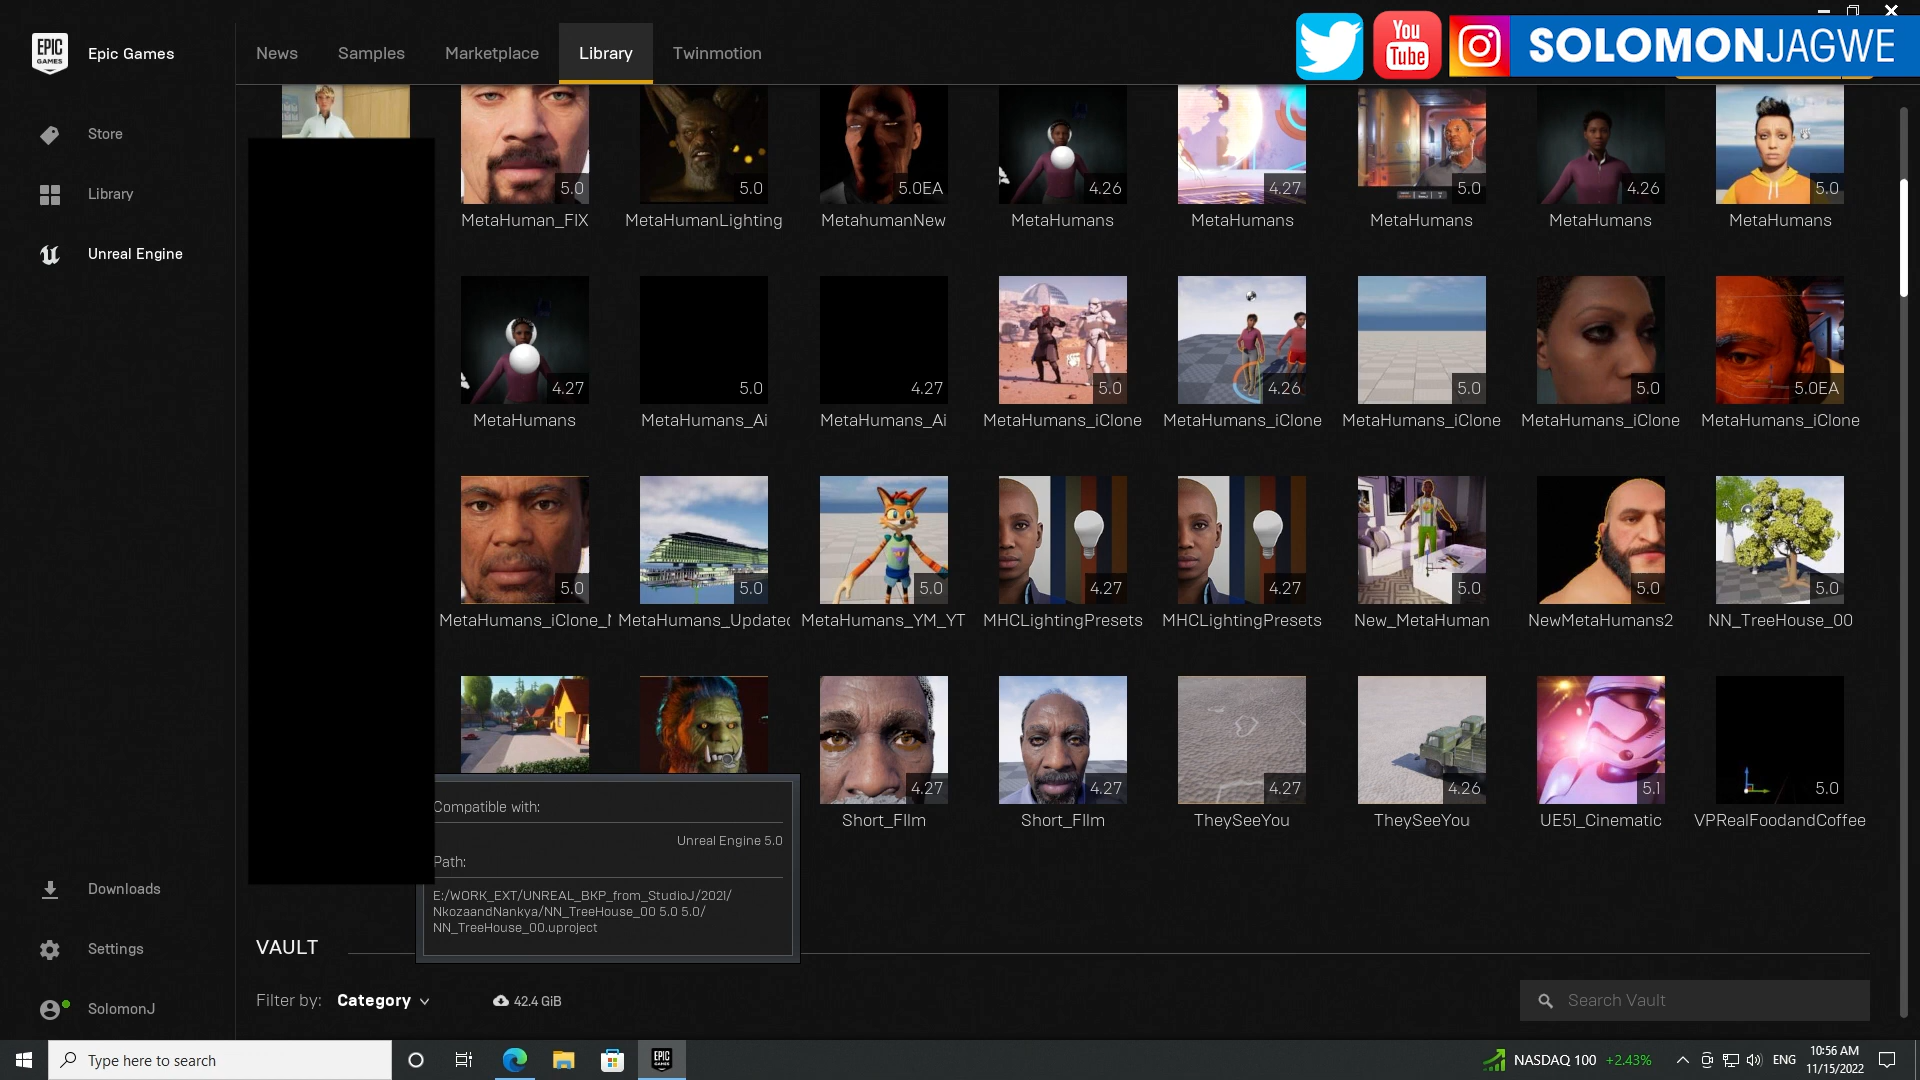 EPIC GAMES
Epic Games
News
Samples
Marketplace
Library
Twinmotion
You Tube
SOLOMONJAGWE
Store
Library
Unreal Engine
5.0
5.0
5.0EA
4.26
4.27
5.0
4.26
5.0
MetaHuman_FIX
MetaHumanLighting
MetahumanNew
MetaHumans
MetaHumans
MetaHumans
MetaHumans
MetaHumans
4.27
5.0
4.27
5.0
4.26
5.0
5.0
5.0EA
MetaHumans
MetaHumans_Ai
MetaHumans_Ai
MetaHumans_iClone
MetaHumans_iClone
MetaHumans_iClone
MetaHumans_iClone
MetaHumans_iClone
5.0
5.0
5.0
4.27
4.27
5.0
5.0
5.0
MetaHumans_iClone_
MetaHumans_Updated
MetaHumans_YM_YT
MHCLightingPresets
MHCLightingPresets
New_MetaHuman
NewMetaHumans2
NN_TreeHouse_00
4.27
4.27
4.27
4.26
5.1
5.0
Short_FIlm
Short_FIlm
TheySeeYou
TheySeeYou
UE51_Cinematic
VPRealFoodandCoffee
Compatible with:
Unreal Engine 5.0
Path:
E:/WORK_EXT/UNREAL_BKP_from_StudioJ/2021/
NkozaandNankya/NN_TreeHouse_00 5.0 5.0/
NN_TreeHouse_00.uproject
Downloads
Settings
SolomonJ
VAULT
Filter by:
Category
42.4 GiB
Search Vault
Type here to search
EPIC GAMES
NASDAQ 100 +2.43%
ENG
10:56 AM
11/15/2022